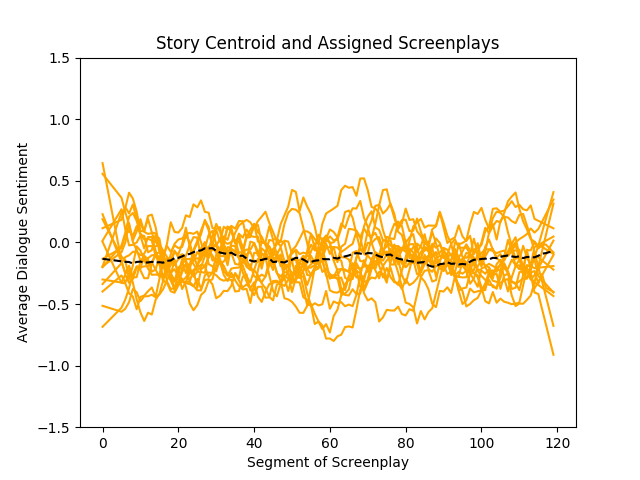 Story Centroid and Assigned Screenplays
1.5
1.0
0.5
0.0
−0.5
−1.0
−1.5
Average Dialogue Sentiment
0 20 40 60 80 100 120
Segment of Screenplay